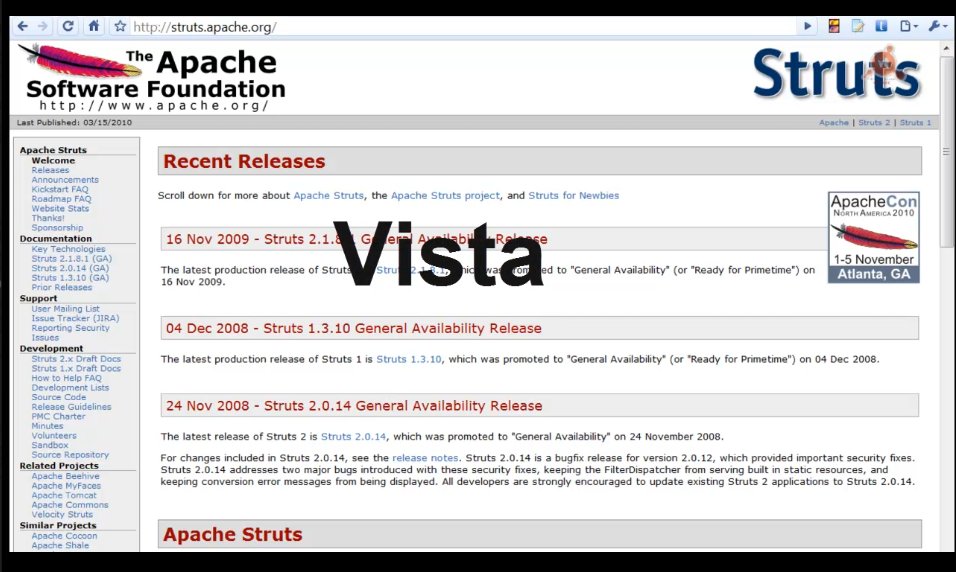 http://struts.apache.org/
The Apache
Software Foundation
http://www.apache.org/
Struts
Last Published: 03/15/2010
Apache | Struts 2 | Struts 1
Apache Struts
Welcome
Releases
Announcements
Kickstart FAQ
Roadmap FAQ
Website Stats
Thanks!
Sponsorship
Documentation
Key Technologies
Struts 2.1.8.1 (GA)
Struts 2.0.14 (GA)
Struts 1.3.10 (GA)
Prior Releases
Support
User Mailing List
Issue Tracker (JIRA)
Reporting Security
Issues
Development
Struts 2.x Draft Docs
Struts 1.x Draft Docs
How to Help FAQ
Development Lists
Source Code
Release Guidelines
PMC Charter
Minutes
Volunteers
Sandbox
Source Repository
Related Projects
Apache Beehive
Apache MyFaces
Apache Tomcat
Apache Commons
Velocity Struts
Similar Projects
Apache Cocoon
Apache Shale
Recent Releases
Scroll down for more about Apache Struts, the Apache Struts project, and Struts for Newbies
ApacheCon
North America 2010
1-5 November
Atlanta, GA
Vista
16 Nov 2009 - Struts 2.1.8.1 General Availability Release
The latest production release of Struts 2.1.8.1, which was promoted to "General Availability" (or "Ready for Primetime") on
16 Nov 2009.
04 Dec 2008 - Struts 1.3.10 General Availability Release
The latest production release of Struts 1 is Struts 1.3.10, which was promoted to "General Availability" (or "Ready for Primetime") on 04 Dec 2008.
24 Nov 2008 - Struts 2.0.14 General Availability Release
The latest release of Struts 2 is Struts 2.0.14, which was promoted to "General Availability" on 24 November 2008.
For changes included in Struts 2.0.14, see the release notes. Struts 2.0.14 is a bugfix release for version 2.0.12, which provided important security fixes.
Struts 2.0.14 addresses two major bugs introduced with these security fixes, keeping the FilterDispatcher from serving built in static resources, and
keeping conversion error messages from being displayed. All developers are strongly encouraged to update existing Struts 2 applications to Struts 2.0.14.
Apache Struts